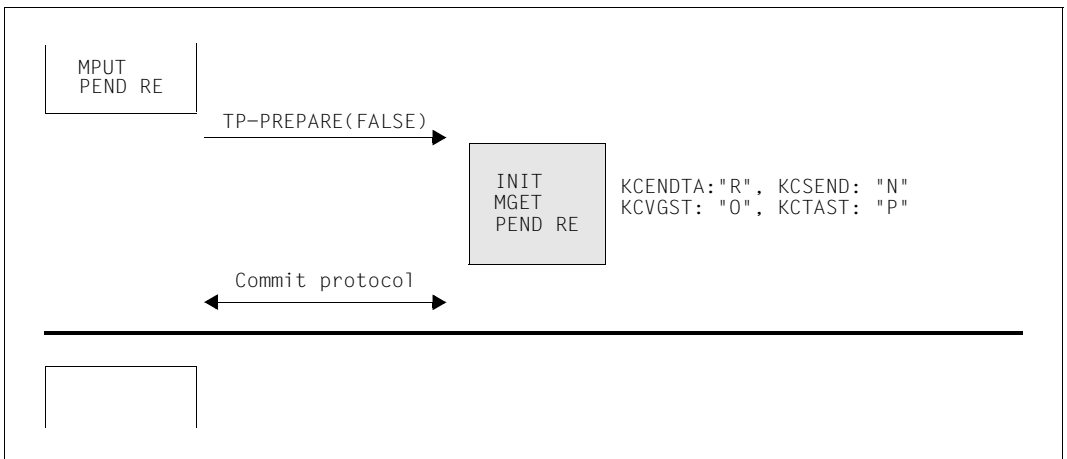 MPUT
PEND RE
TP-PREPARE(FALSE)
INIT
MGET
PEND RE
KCENDTA:"R", KCSEND: "N"
KCVGST: "O", KCTAST: "P"
Commit protocol